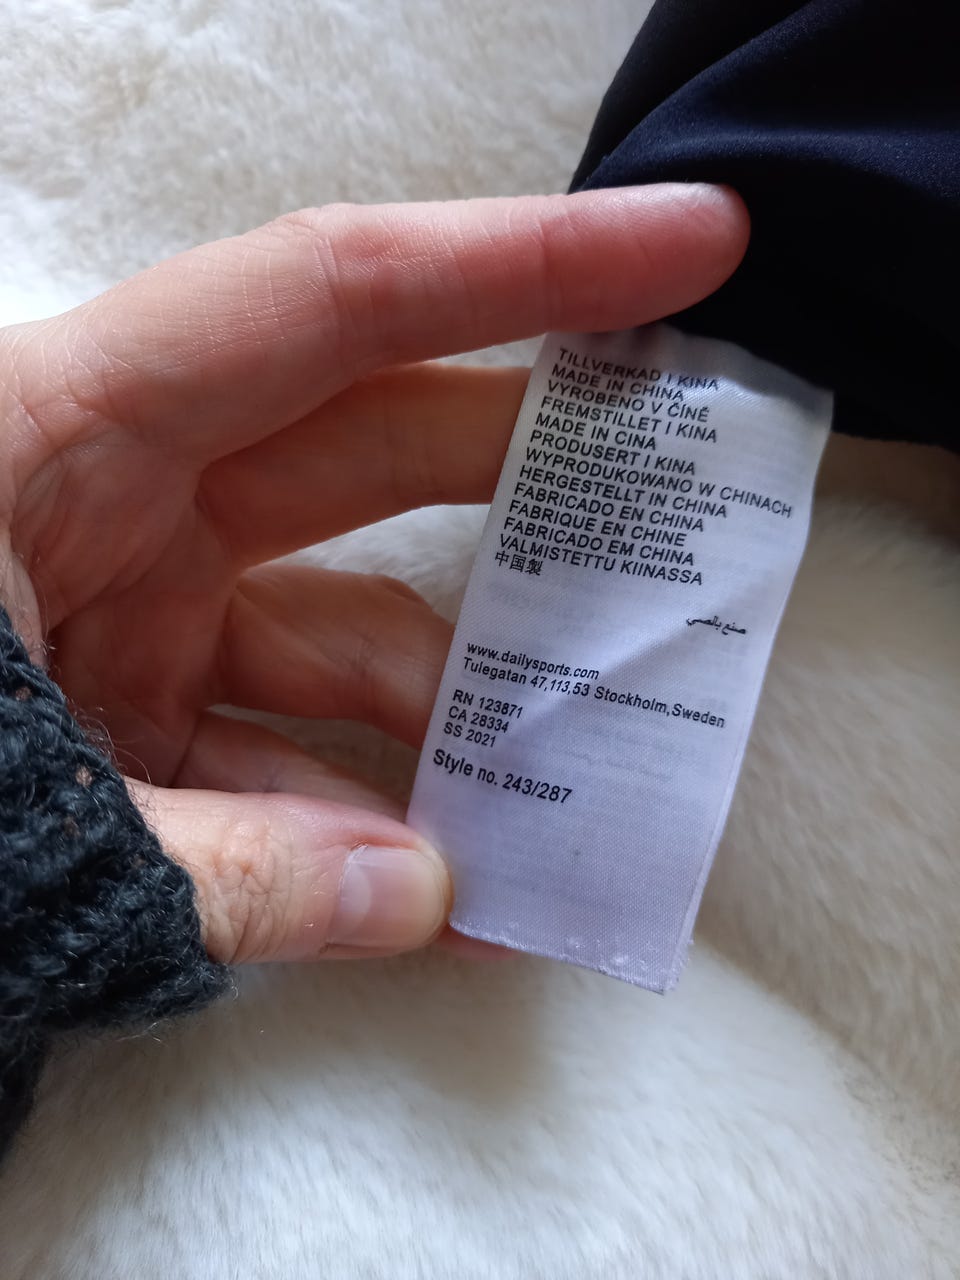 TILLVERKAD I KINA
MADE IN CHINA
VYROBENO V ČÍNĚ
FREMSTILLET I KINA
MADE IN CINA
PRODUSERT I KINA
WYPRODUKOWANO W CHINACH
HERGESTELLT IN CHINA
FABRICADO EN CHINA
FABRIQUE EN CHINE
FABRICADO EM CHINA
VALMISTETTU KIINASSA
中国製
صنع بالصي
www.dailysports.com
Tulegatan 47,113,53 Stockholm,Sweden
RN 123871
CA 28334
SS 2021
Style no. 243/287